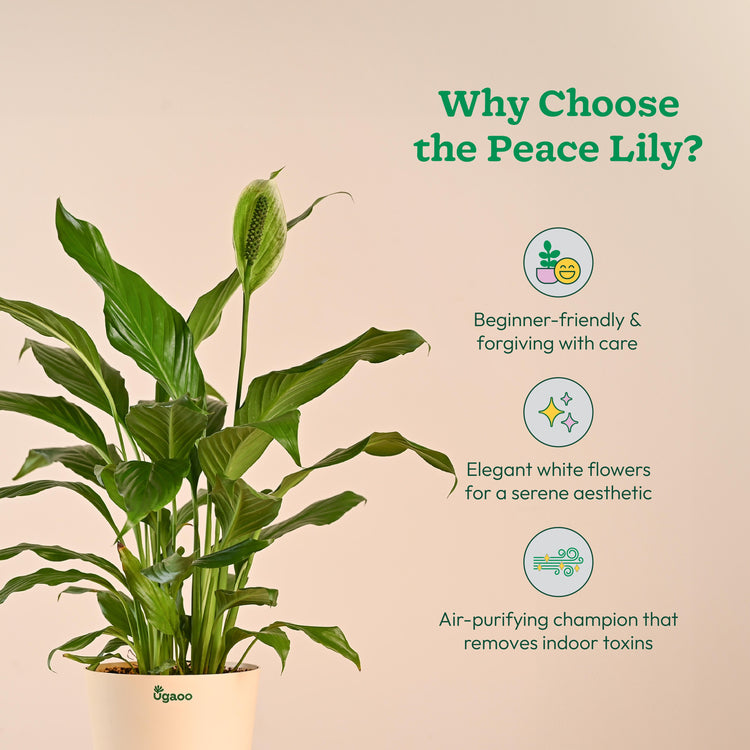 Why Choose
the Peace Lily?
Beginner-friendly &
forgiving with care
Elegant white flowers
for a serene aesthetic
Air-purifying champion that
removes indoor toxins
ugaoo